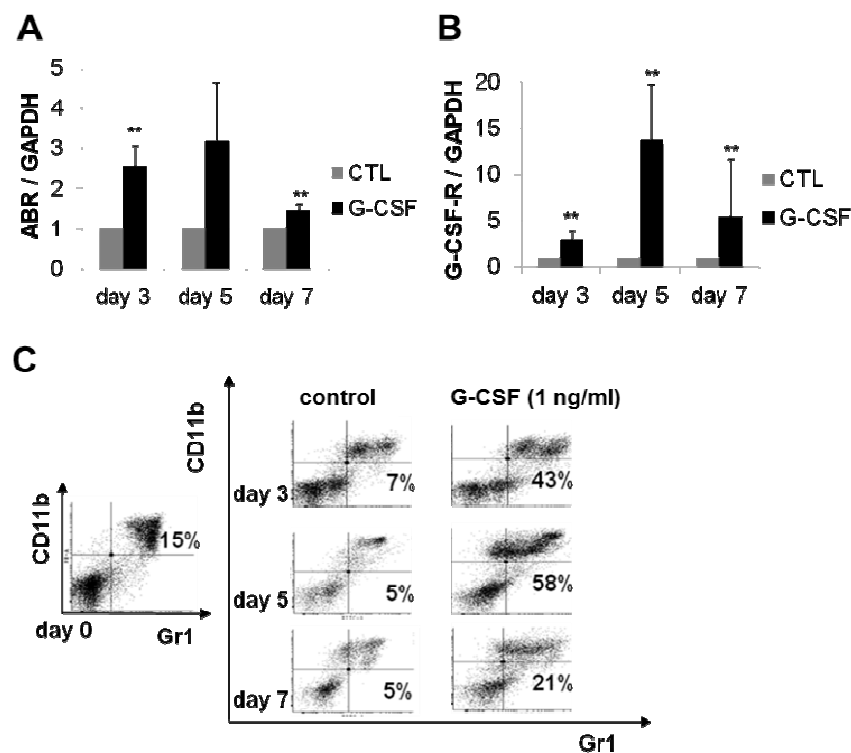 A
ABR / GAPDH
5
4
3
2
1
0
**
**
day 3
day 5
day 7
CTL
G-CSF
B
G-CSF-R / GAPDH
20
15
10
5
0
**
**
**
day 3
day 5
day 7
CTL
G-CSF
C
CD11b
15%
day 0
Gr1
CD11b
control
G-CSF (1 ng/ml)
day 3
7%
43%
day 5
5%
58%
day 7
5%
21%
Gr1